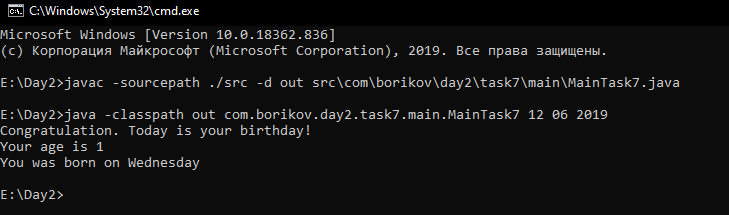 C:\Windows\System32\cmd.exe
Microsoft Windows [Version 10.0.18362.836]
(c) Корпорация Майкрософт (Microsoft Corporation), 2019. Все права защищены.
E:\Day2>javac -sourcepath ./src -d out src\com\borikov\day2\task7\main\MainTask7.java
E:\Day2>java -classpath out com.borikov.day2.task7.main.MainTask7 12 06 2019
Congratulation. Today is your birthday!
Your age is 1
You was born on Wednesday
E:\Day2>